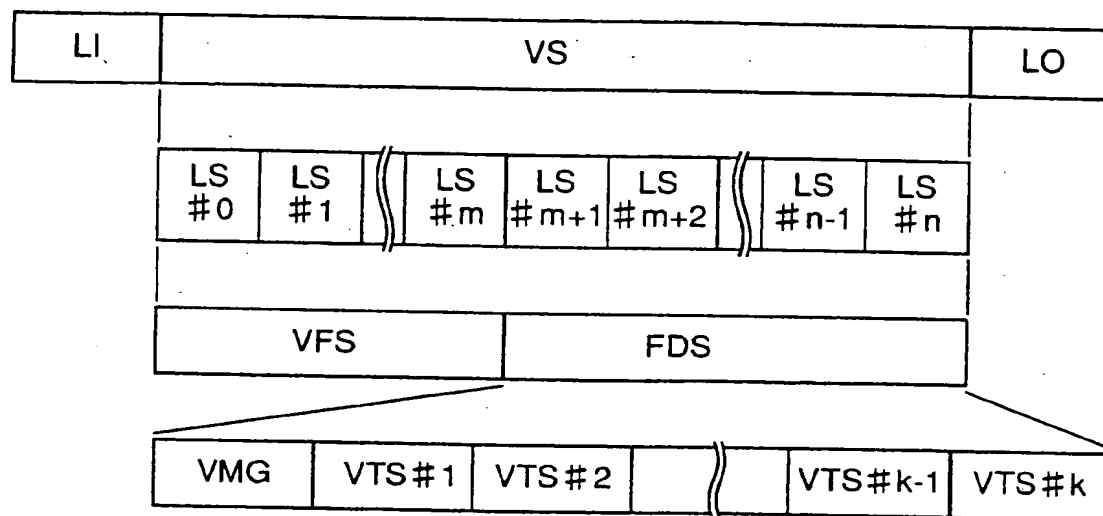 LI VS LO
LS LS LS LS LS LS LS
#0 #1 #m #m+1 #m+2 #n-1 #n
VFS FDS
VMG VTS#1 VTS#2 VTS#k-1 VTS#k